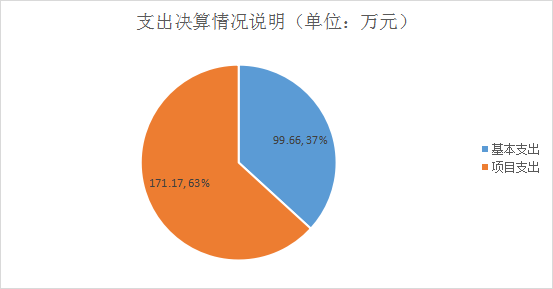 支出决算情况说明（单位：万元）
99.66, 37%
171.17, 63%
基本支出
项目支出